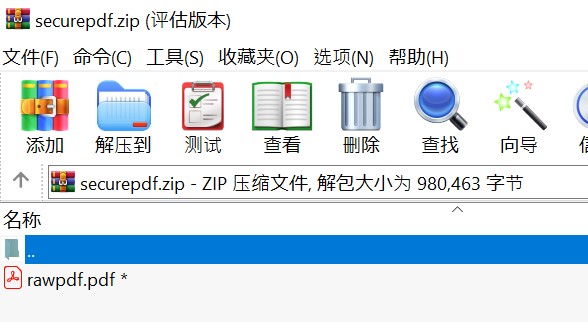 securepdf.zip (评估版本)
文件(F) 命令(C) 工具(S) 收藏夹(O) 选项(N) 帮助(H)
添加 解压到 测试 查看 删除 查找 向导
securepdf.zip - ZIP 压缩文件, 解包大小为 980,463 字节
名称
..
rawpdf.pdf *